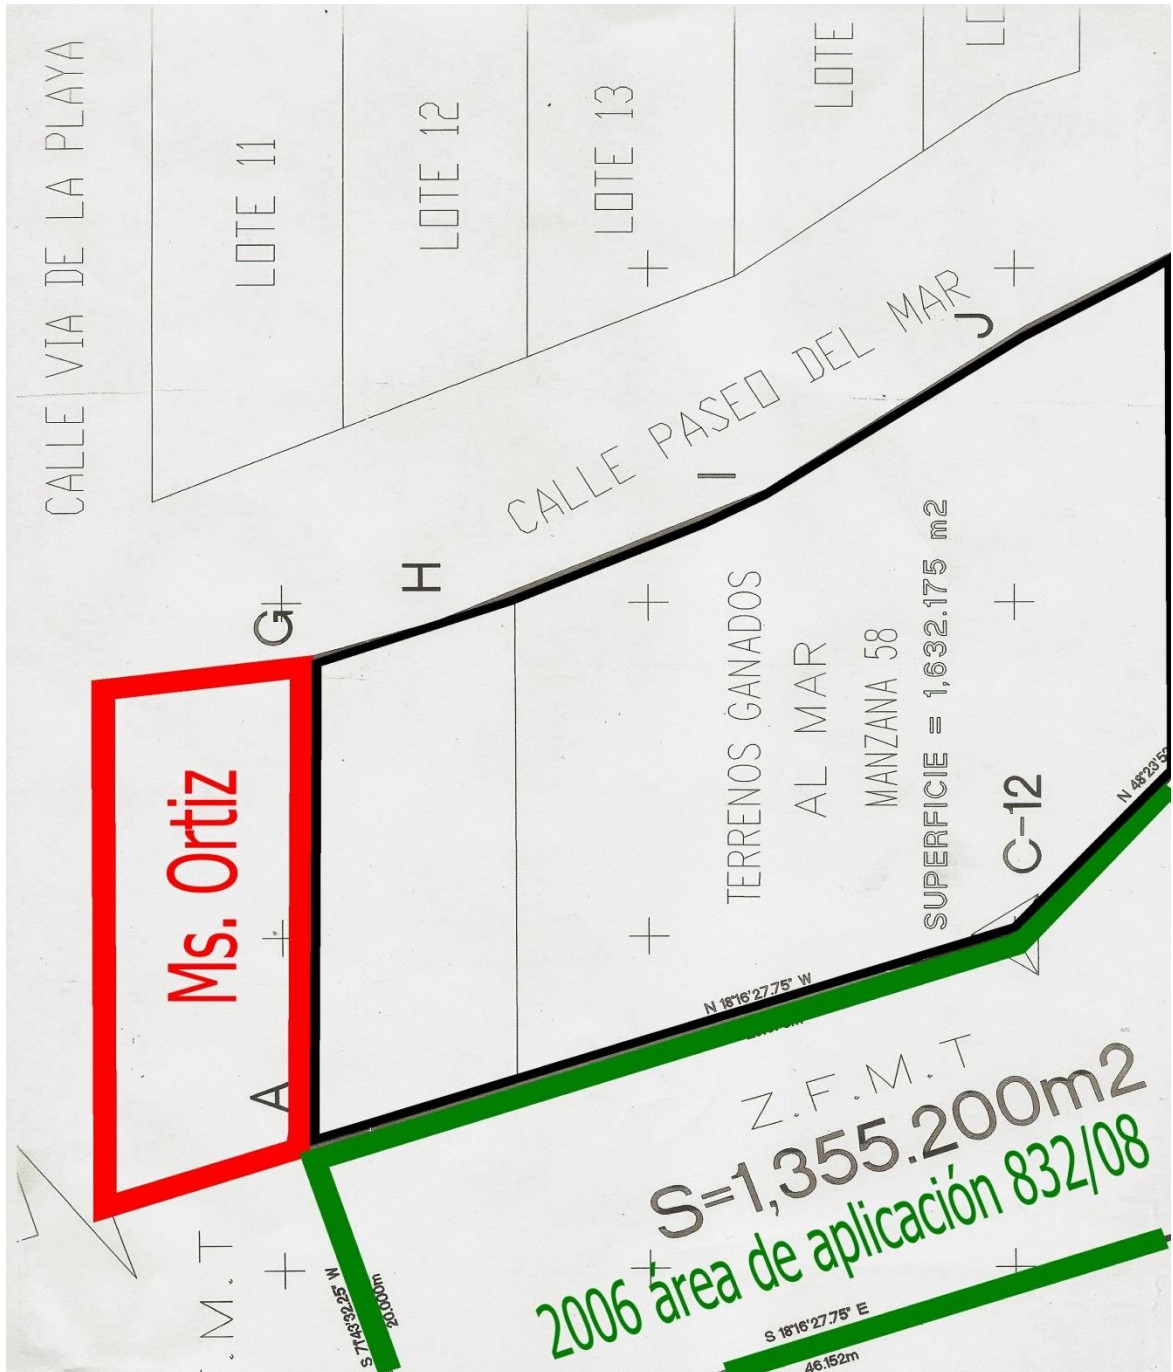 CALLE VIA DE LA PLAYA
LOTE 11
LOTE 12
LOTE 13
LOTE
CALLE PASEO DEL MAR
G
H
I
J
Ms. Ortiz
A
TERRENOS GANADOS
AL MAR
MANZANA 58
SUPERFICIE = 1,632.175 m2
C-12
N 18°16'27.75" W
Z.F.M.T
S=1,355.200m2
2006 área de aplicación 832/08
S 18°16'27.75" E
46.152m
20.000m
.M.T